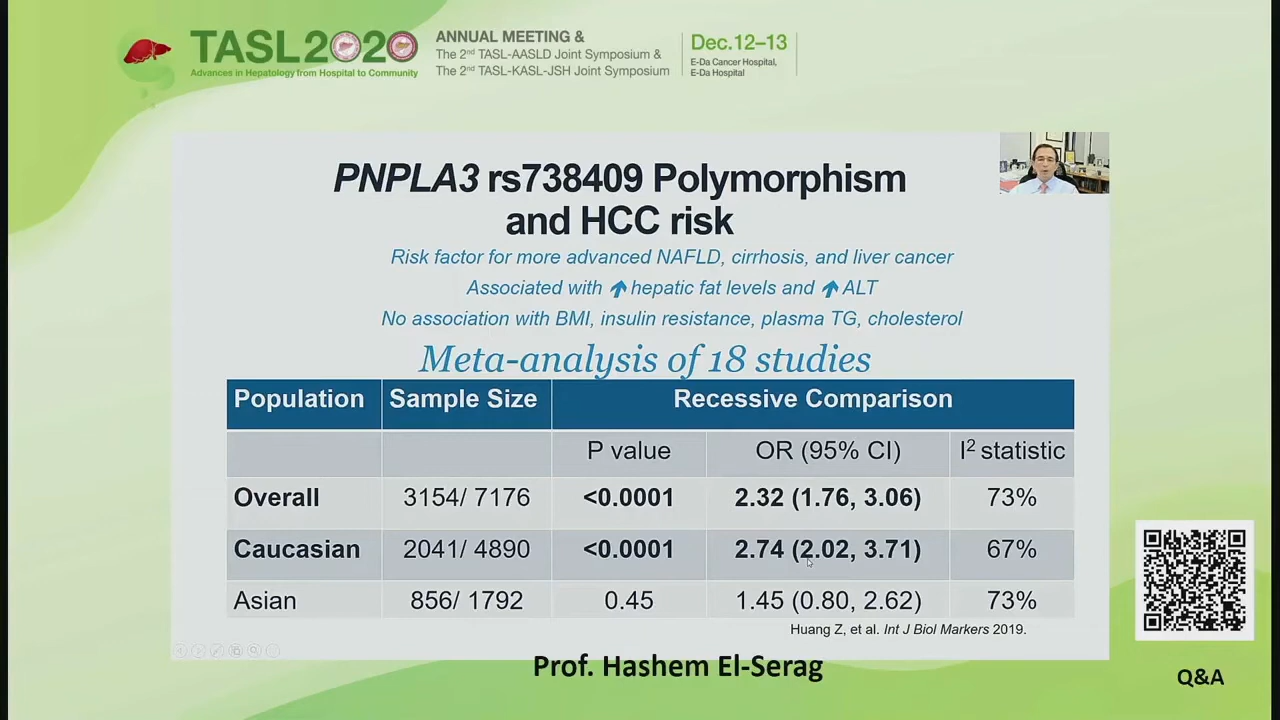 TASL2020
Advances in Hepatology from Hospital to Community
ANNUAL MEETING &
The 2nd TASL-AASLD Joint Symposium &
The 2nd TASL-KASL-JSH Joint Symposium
Dec.12–13
E-Da Cancer Hospital,
E-Da Hospital
PNPLA3 rs738409 Polymorphism
and HCC risk
Risk factor for more advanced NAFLD, cirrhosis, and liver cancer
Associated with ↑ hepatic fat levels and ↑ ALT
No association with BMI, insulin resistance, plasma TG, cholesterol
Meta-analysis of 18 studies
Population Sample Size Recessive Comparison
P value OR (95% CI) I² statistic
Overall 3154/ 7176 <0.0001 2.32 (1.76, 3.06) 73%
Caucasian 2041/ 4890 <0.0001 2.74 (2.02, 3.71) 67%
Asian 856/ 1792 0.45 1.45 (0.80, 2.62) 73%
Huang Z, et al. Int J Biol Markers 2019.
Prof. Hashem El-Serag
Q&A